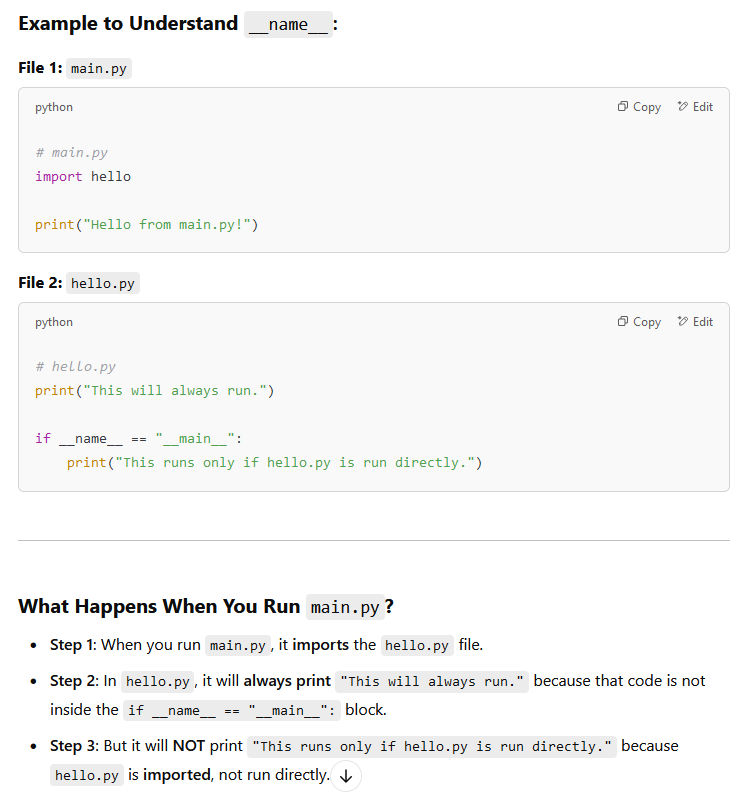 Example to Understand __name__:
File 1: main.py
python Copy Edit
# main.py
import hello
print("Hello from main.py!")
File 2: hello.py
python Copy Edit
# hello.py
print("This will always run.")
if __name__ == "__main__":
    print("This runs only if hello.py is run directly.")
What Happens When You Run main.py?
• Step 1: When you run main.py, it imports the hello.py file.
• Step 2: In hello.py, it will always print "This will always run." because that code is not
inside the if __name__ == "__main__": block.
• Step 3: But it will NOT print "This runs only if hello.py is run directly." because
hello.py is imported, not run directly.